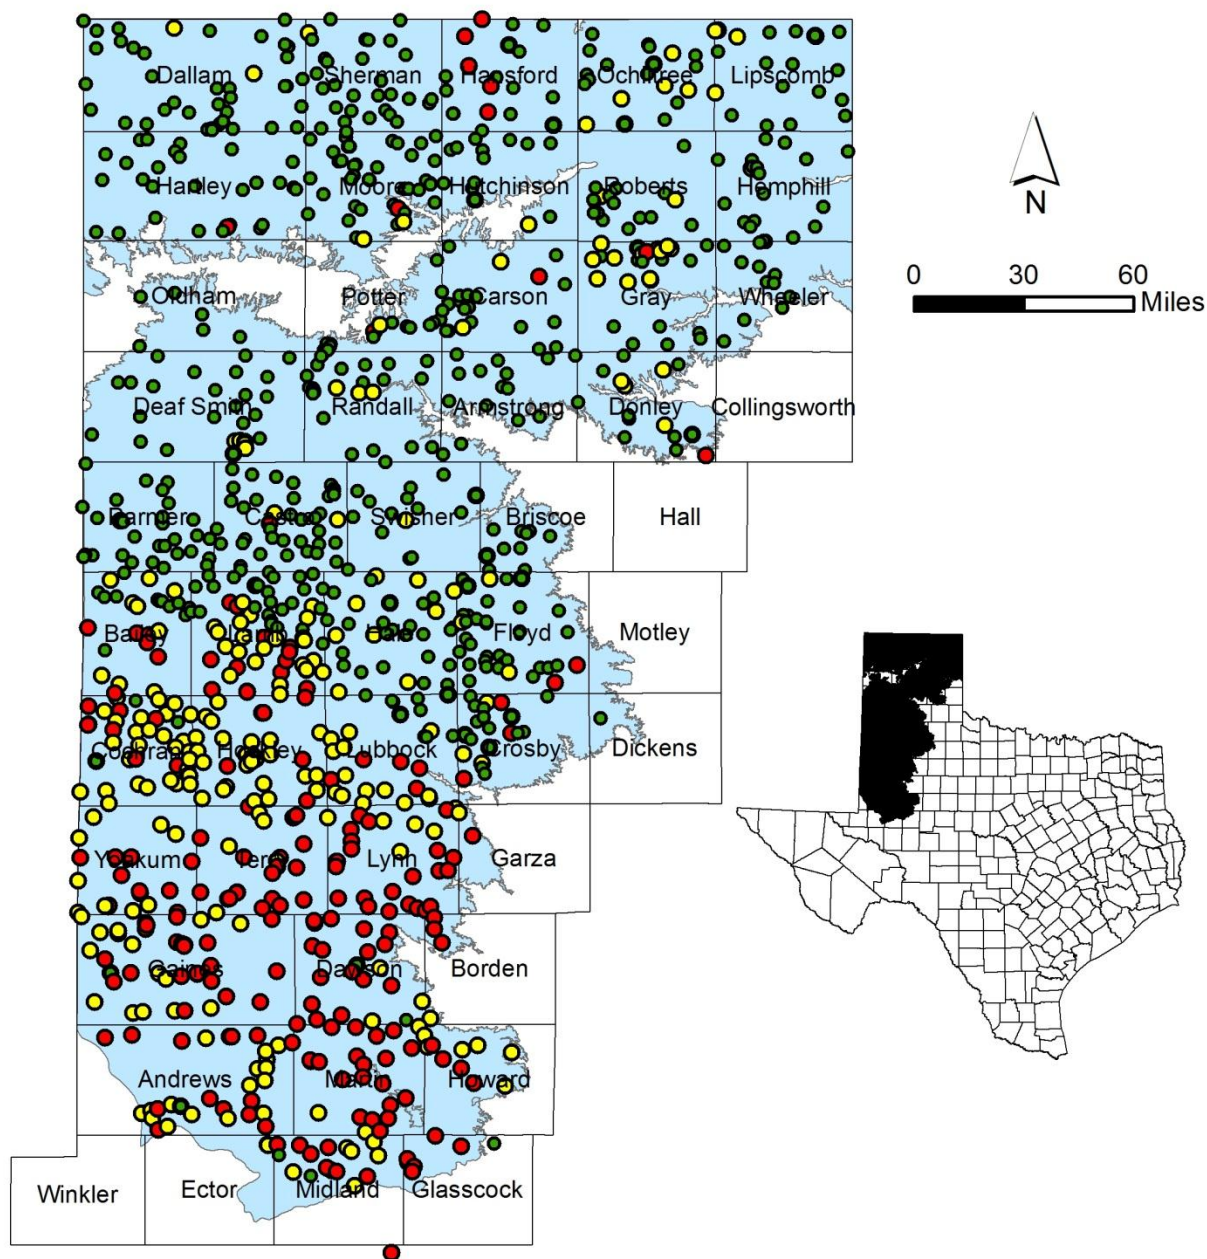 Dallam Sherman Hansford Ochiltree Lipscomb
Hartley Moore Hutchinson Roberts Hemphill
N
0 30 60
Miles
Oldham Potter Carson Gray Wheeler
Deaf Smith Randall Armstrong Donley Collingsworth
Parmer Castro Swisher Briscoe Hall
Bailey Lamb Hale Floyd Motley
Cochran Hockley Lubbock Crosby Dickens
Yoakum Terry Lynn Garza
Gaines Dawson Borden
Andrews Martin Howard
Winkler Ector Midland Glasscock